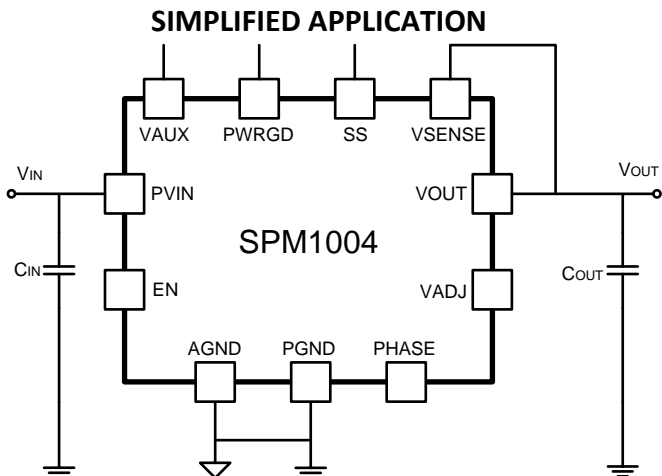 SIMPLIFIED APPLICATION
VAUX PWRGD SS VSENSE
VIN
PVIN
VOUT
VOUT
SPM1004
CIN
EN
VADJ
COUT
AGND PGND PHASE